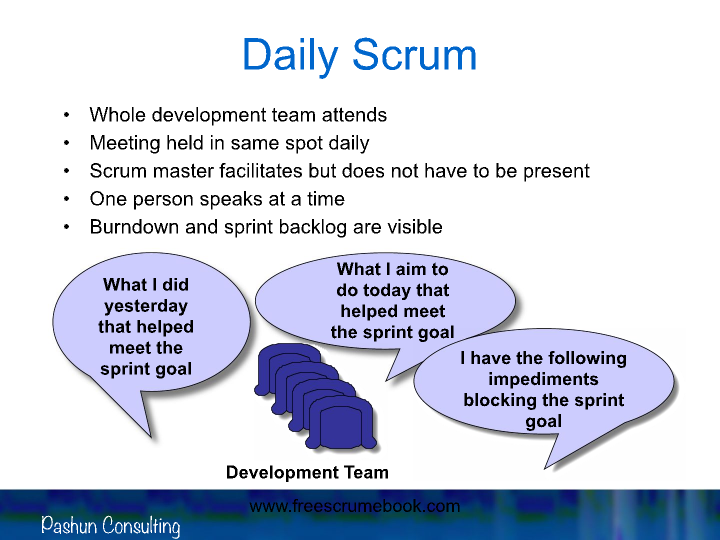 Daily Scrum
• Whole development team attends
• Meeting held in same spot daily
• Scrum master facilitates but does not have to be present
• One person speaks at a time
• Burndown and sprint backlog are visible
What I did
yesterday
that helped
meet the
sprint goal
What I aim to
do today that
helped meet
the sprint goal
I have the following
impediments
blocking the sprint
goal
Development Team
www.freescrumebook.com
Pashun Consulting